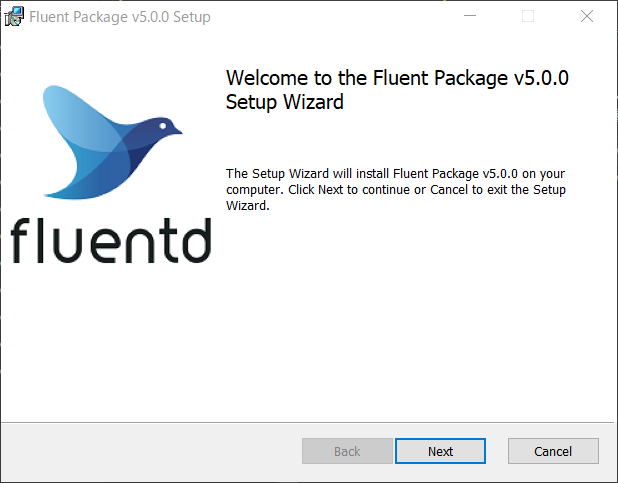 Fluent Package v5.0.0 Setup
Welcome to the Fluent Package v5.0.0
Setup Wizard
fluentd
The Setup Wizard will install Fluent Package v5.0.0 on your
computer. Click Next to continue or Cancel to exit the Setup
Wizard.
Back
Next
Cancel